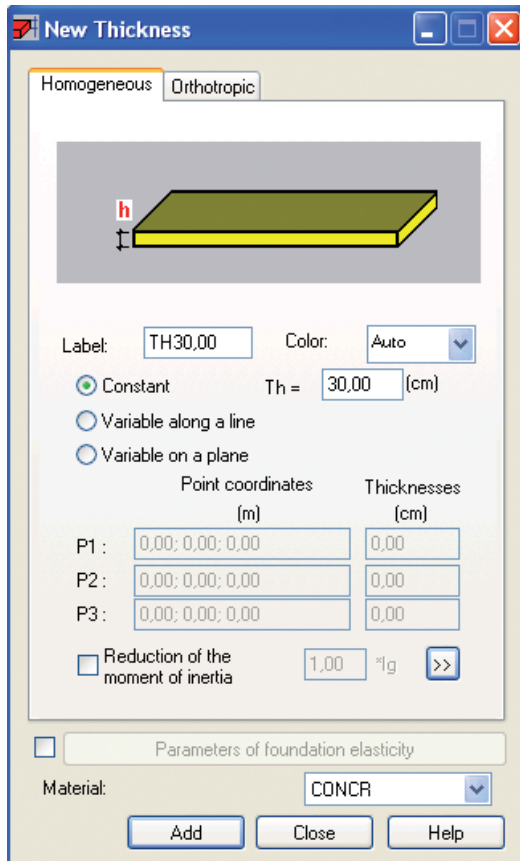 New Thickness
Homogeneous Orthotropic
h
Label: TH30,00 Color: Auto
Constant Th = 30,00 (cm)
Variable along a line
Variable on a plane
Point coordinates Thicknesses
(m) (cm)
P1 : 0,00; 0,00; 0,00 0,00
P2 : 0,00; 0,00; 0,00 0,00
P3 : 0,00; 0,00; 0,00 0,00
Reduction of the
moment of inertia 1,00 *Ig >>
Parameters of foundation elasticity
Material: CONCR
Add Close Help